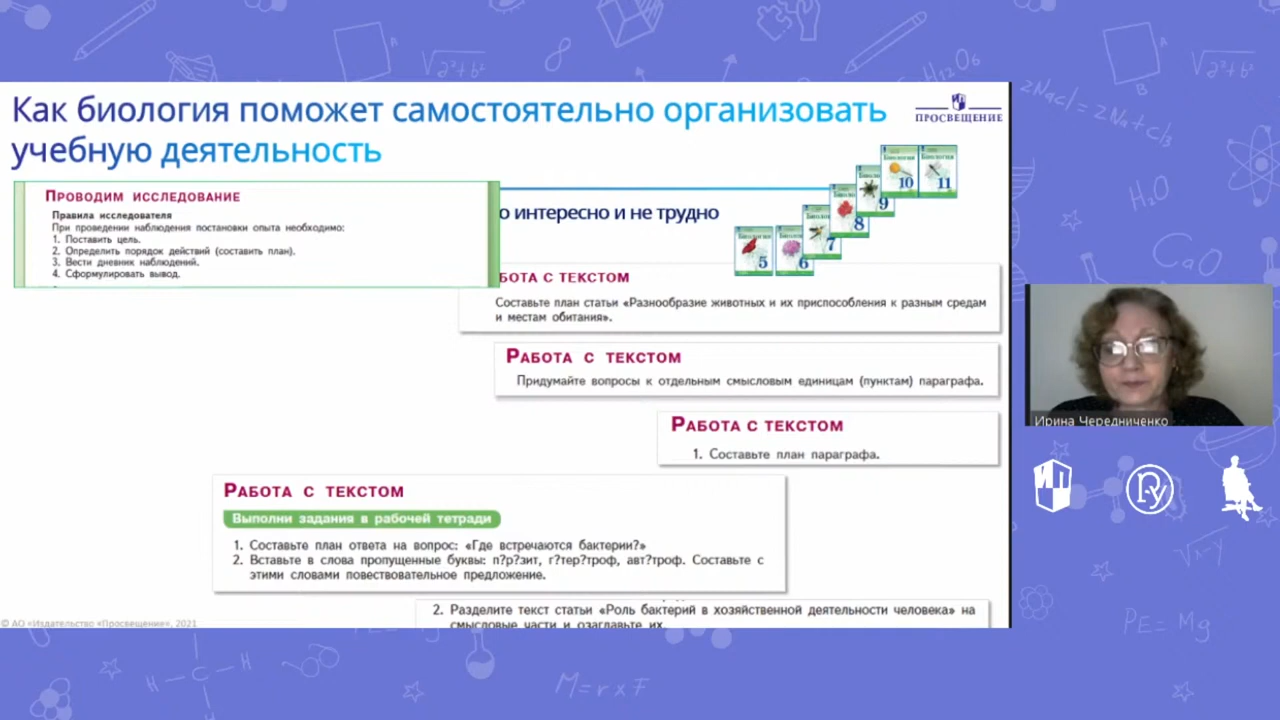 Как биология поможет самостоятельно организовать
учебную деятельность
ПРОСВЕЩЕНИЕ
ПРОВОДИМ ИССЛЕДОВАНИЕ
Правила исследователя
При проведении наблюдения постановки опыта необходимо:
1. Поставить цель.
2. Определить порядок действий (составить план).
3. Вести дневник наблюдений.
4. Сформулировать вывод.
о интересно и не трудно
5
6
7
8
9
10
11
БОТА С ТЕКСТОМ
Составьте план статьи «Разнообразие животных и их приспособления к разным средам
и местам обитания».
РАБОТА С ТЕКСТОМ
Придумайте вопросы к отдельным смысловым единицам (пунктам) параграфа.
РАБОТА С ТЕКСТОМ
1. Составьте план параграфа.
РАБОТА С ТЕКСТОМ
Выполни задания в рабочей тетради
1. Составьте план ответа на вопрос: «Где встречаются бактерии?»
2. Вставьте в слова пропущенные буквы: п?р?зит, г?тер?троф, авт?троф. Составьте с
этими словами повествовательное предложение.
2. Разделите текст статьи «Роль бактерий в хозяйственной деятельности человека» на
смысловые части и озаглавьте их.
© АО «Издательство «Просвещение», 2021
Ирина Чередниченко
H₂O
CaO
PE = Mg
M = r x F